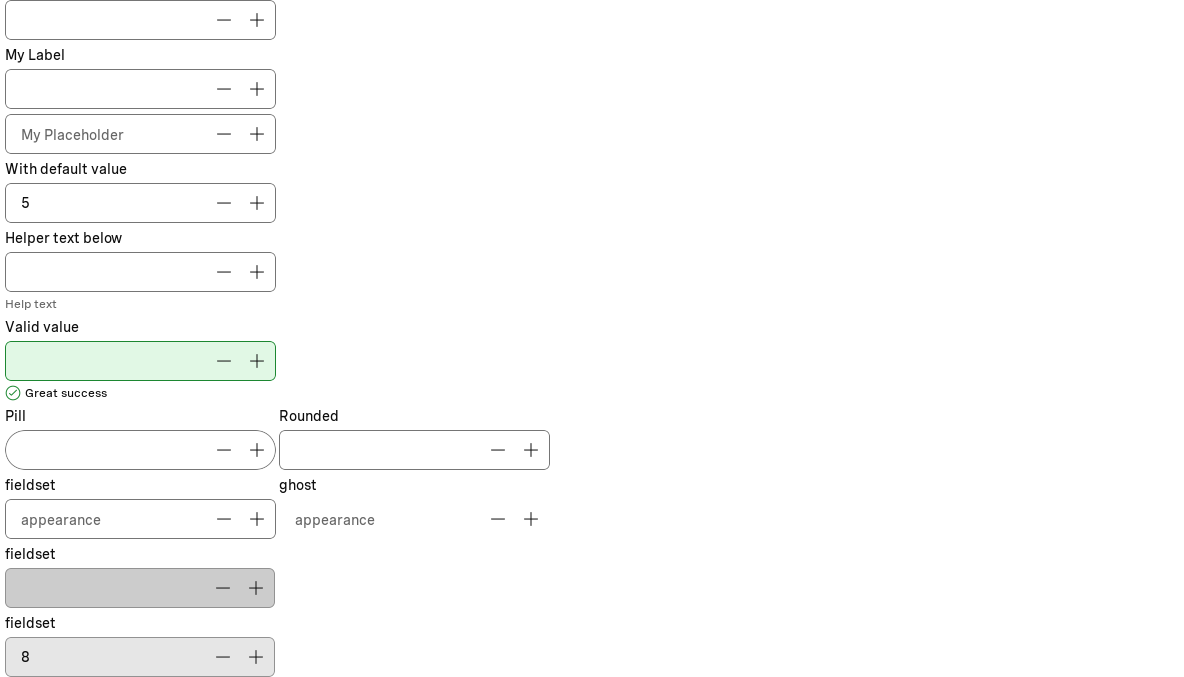 My Label
My Placeholder
With default value
5
Helper text below
Help text
Valid value
Great success
Pill
Rounded
fieldset
ghost
appearance
appearance
fieldset
fieldset
8